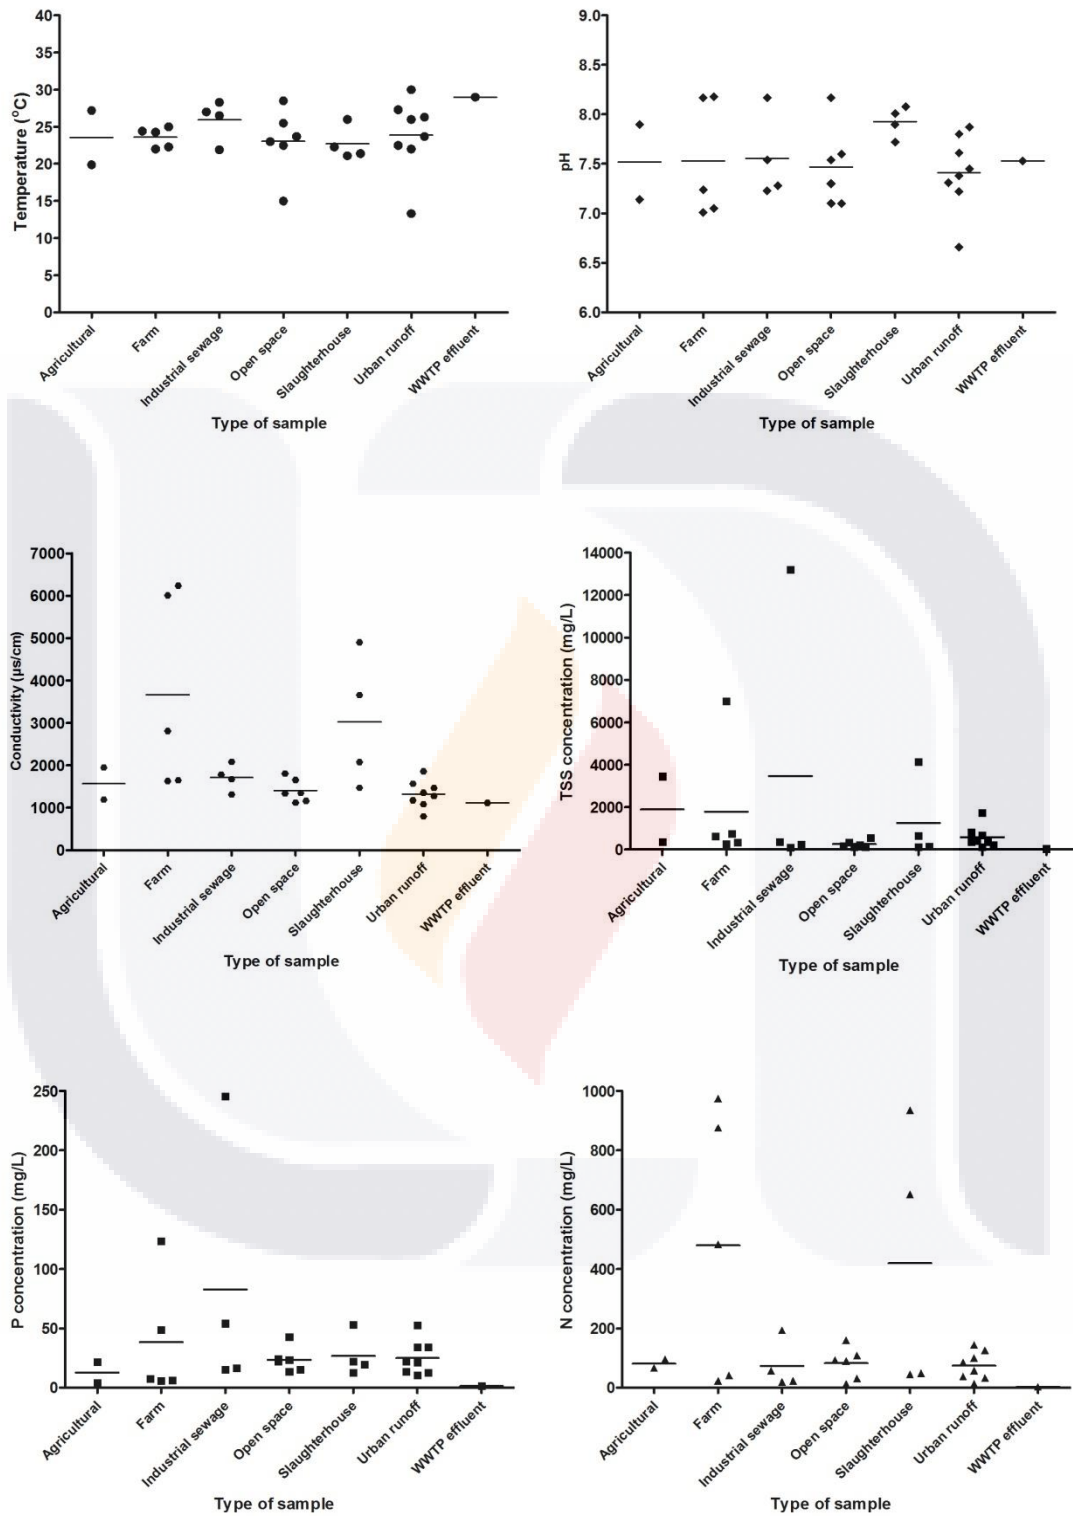 40
35
30
25
20
15
10
5
0
Temperature (°C)
Agricultural
Farm
Industrial sewage
Open space
Slaughterhouse
Urban runoff
WWTP effluent
Type of sample
9.0
8.5
8.0
7.5
7.0
6.5
6.0
pH
Agricultural
Farm
Industrial sewage
Open space
Slaughterhouse
Urban runoff
WWTP effluent
Type of sample
7000
6000
5000
4000
3000
2000
1000
0
Conductivity (µs/cm)
Agricultural
Farm
Industrial sewage
Open space
Slaughterhouse
Urban runoff
WWTP effluent
Type of sample
14000
12000
10000
8000
6000
4000
2000
0
TSS concentration (mg/L)
Agricultural
Farm
Industrial sewage
Open space
Slaughterhouse
Urban runoff
WWTP effluent
Type of sample
250
200
150
100
50
0
P concentration (mg/L)
Agricultural
Farm
Industrial sewage
Open space
Slaughterhouse
Urban runoff
WWTP effluent
Type of sample
1000
800
600
400
200
0
N concentration (mg/L)
Agricultural
Farm
Industrial sewage
Open space
Slaughterhouse
Urban runoff
WWTP effluent
Type of sample